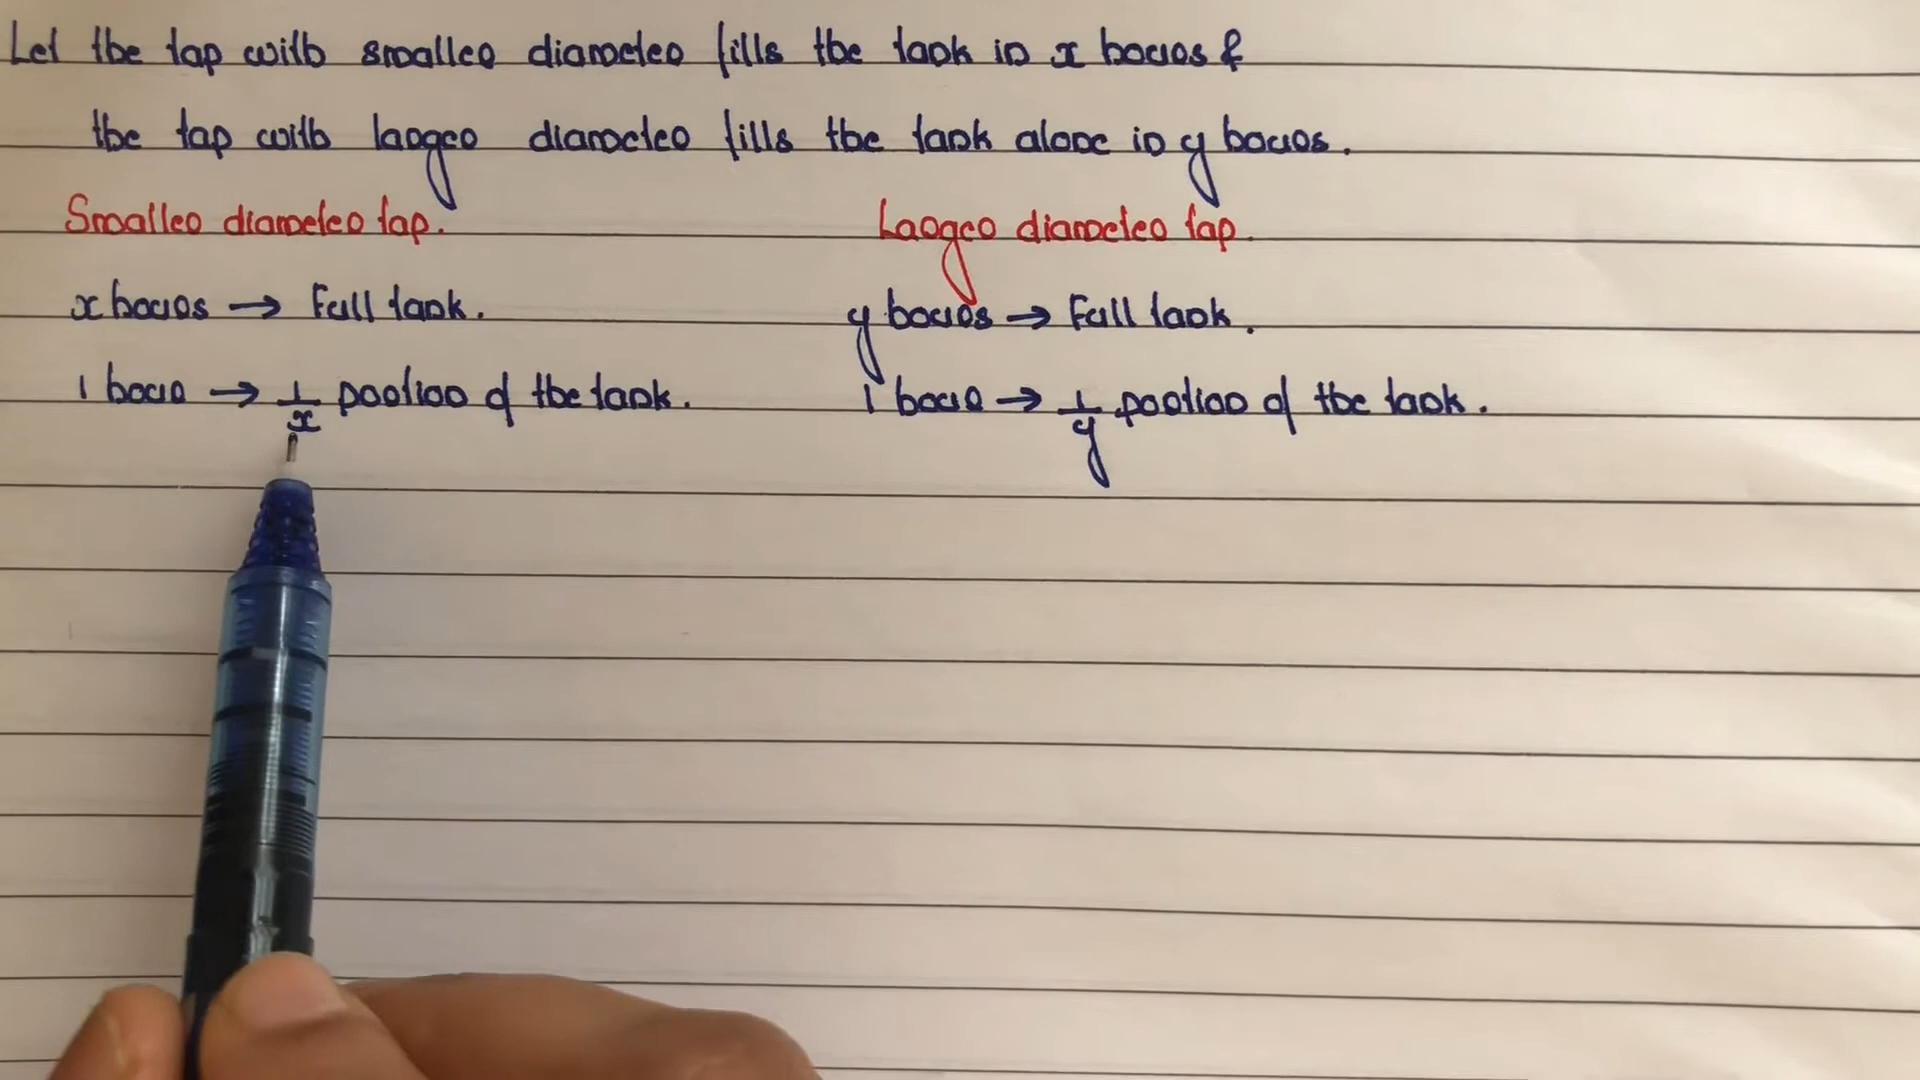 Let the tap with smaller diameter fills the tank in x hours &
the tap with larger diameter fills the tank alone in y hours.
Smaller diameter tap. Larger diameter tap.
x hours → Full tank. y hours → Full tank.
1 hour → 1/x portion of the tank. 1 hour → 1/y portion of the tank.